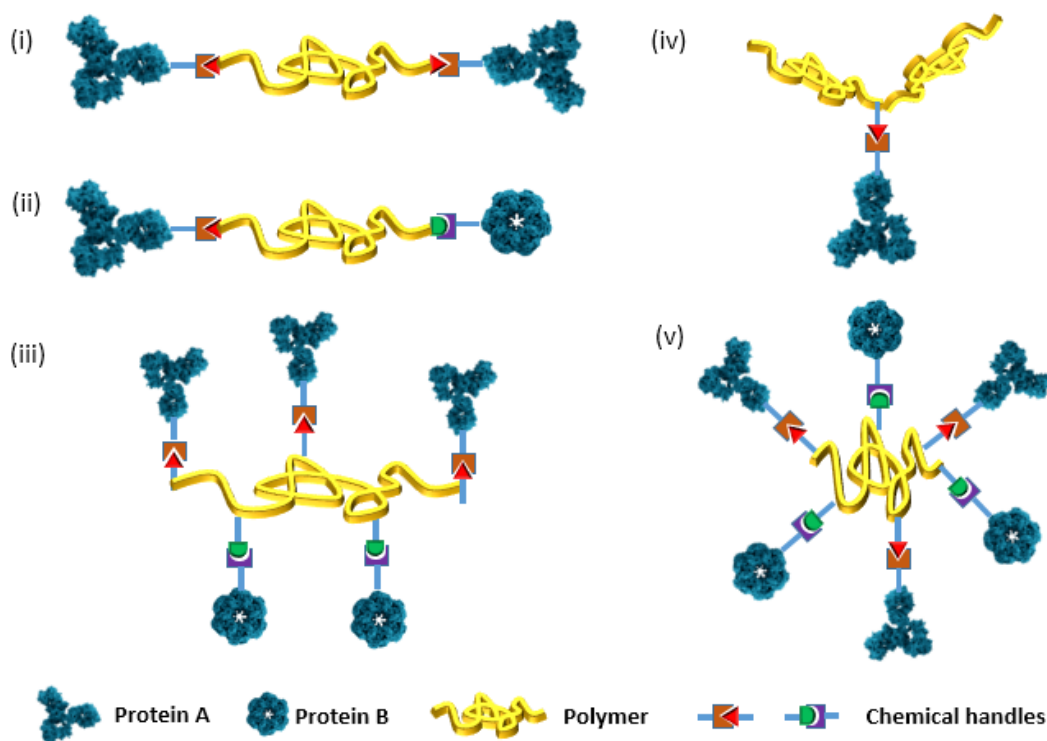 (i)
(iv)
(ii)
(iii)
(v)
Protein A
Protein B
Polymer
Chemical handles